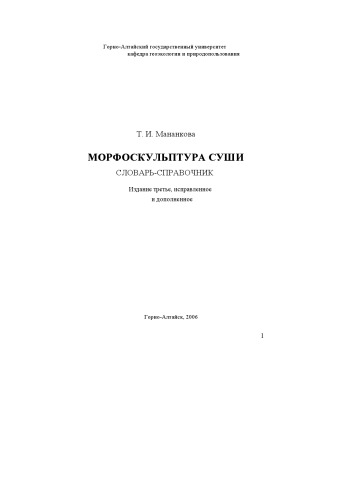 Горно-Алтайский государственный университет
кафедра геоэкологии и природопользования
Т. И. Мананкова
МОРФОСКУЛЬПТУРА СУШИ
СЛОВАРЬ-СПРАВОЧНИК
Издание третье, исправленное
и дополненное
Горно-Алтайск, 2006
1